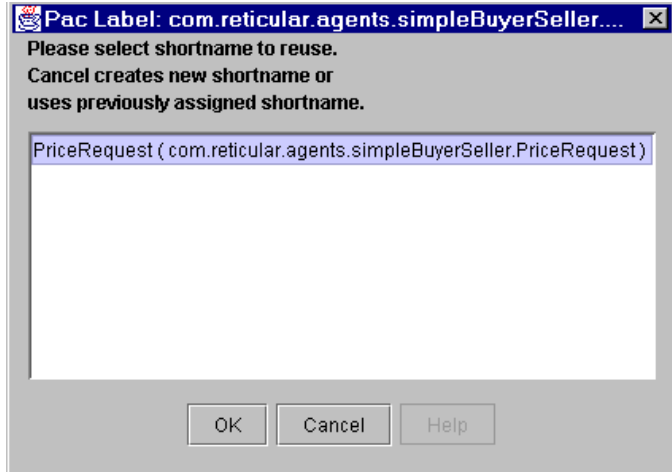 Pac Label: com.reticular.agents.simpleBuyerSeller....
Please select shortname to reuse.
Cancel creates new shortname or
uses previously assigned shortname.
PriceRequest ( com.reticular.agents.simpleBuyerSeller.PriceRequest )
OK Cancel Help